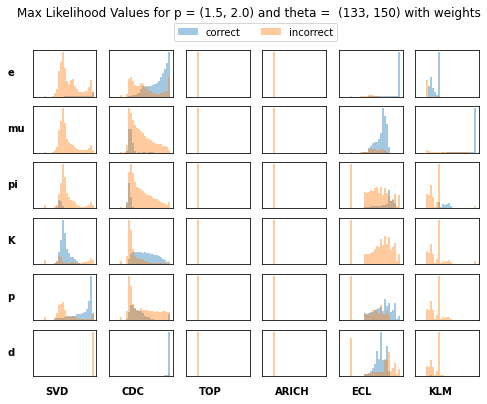 Max Likelihood Values for p = (1.5, 2.0) and theta =  (133, 150) with weights
correct incorrect
e
mu
pi
K
p
d
SVD CDC TOP ARICH ECL KLM